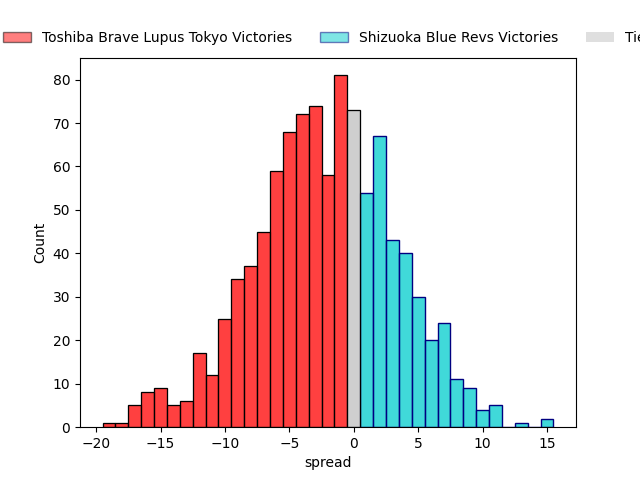 Toshiba Brave Lupus Tokyo Victories Shizuoka Blue Revs Victories Tie
80
70
60
50
40
30
20
10
0
Count
−20 −15 −10 −5 0 5 10 15
spread